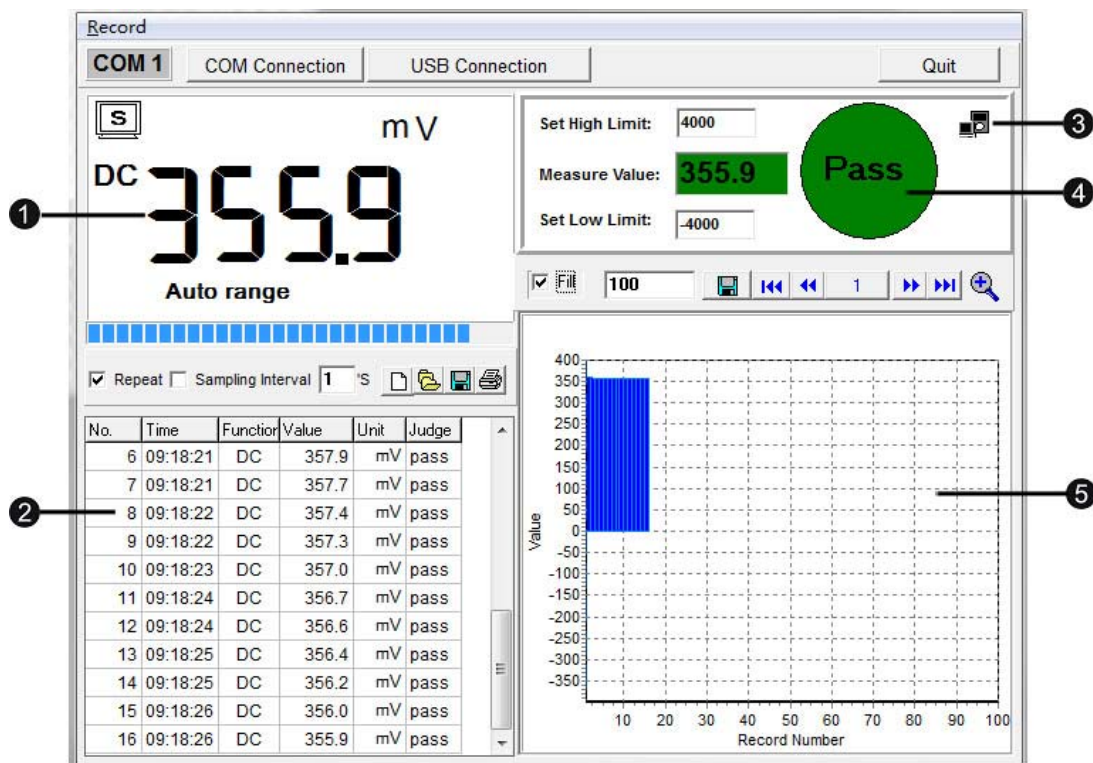 Record
COM 1 COM Connection USB Connection Quit
S
mV
DC 355.9
Auto range
Set High Limit: 4000
Measure Value: 355.9
Set Low Limit: -4000
Pass
1
2
3
4
5
Fill 100 1
Repeat Sampling Interval 1 'S
No. Time Function Value Unit Judge
6 09:18:21 DC 357.9 mV pass
7 09:18:21 DC 357.7 mV pass
8 09:18:22 DC 357.4 mV pass
9 09:18:22 DC 357.3 mV pass
10 09:18:23 DC 357.0 mV pass
11 09:18:24 DC 356.7 mV pass
12 09:18:24 DC 356.6 mV pass
13 09:18:25 DC 356.4 mV pass
14 09:18:25 DC 356.2 mV pass
15 09:18:26 DC 356.0 mV pass
16 09:18:26 DC 355.9 mV pass
Value
400
350
300
250
200
150
100
50
0
-50
-100
-150
-200
-250
-300
-350
10 20 30 40 50 60 70 80 90 100
Record Number